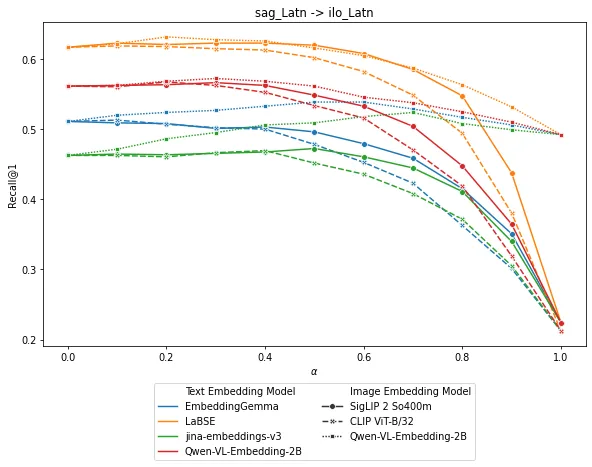 sag_Latn -> ilo_Latn
Recall@1
0.6
0.5
0.4
0.3
0.2
0.0
0.2
0.4
0.6
0.8
1.0
α
Text Embedding Model
EmbeddingGemma
LaBSE
jina-embeddings-v3
Qwen-VL-Embedding-2B
Image Embedding Model
SigLIP 2 So400m
CLIP ViT-B/32
Qwen-VL-Embedding-2B